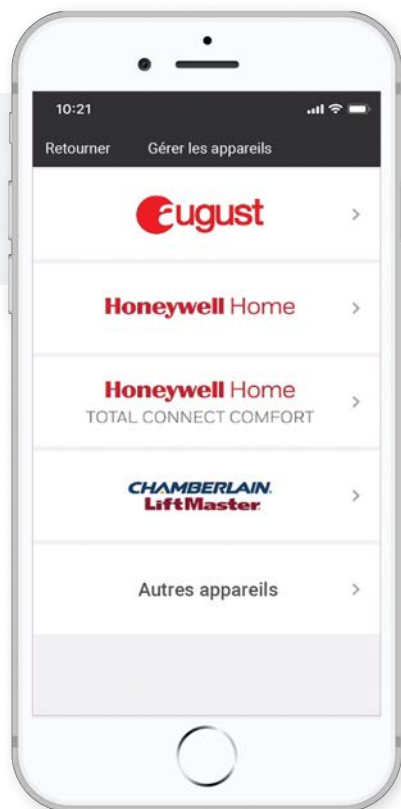 10:21
Retourner Gérer les appareils
august
Honeywell Home
Honeywell Home
TOTAL CONNECT COMFORT
CHAMBERLAIN
LiftMaster
Autres appareils